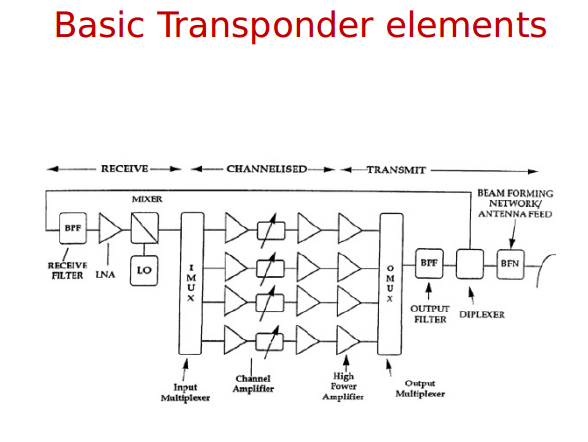 Basic Transponder elements
RECEIVE
CHANNELISED
TRANSMIT
MIXER
BEAM FORMING
NETWORK/
ANTENNA FEED
BPF
RECEIVE
FILTER
LNA
LO
I
M
U
X
O
M
U
X
BPF
BFN
OUTPUT
FILTER
DIPLEXER
Input
Multiplexer
Channel
Amplifier
High
Power
Amplifier
Output
Multiplexer